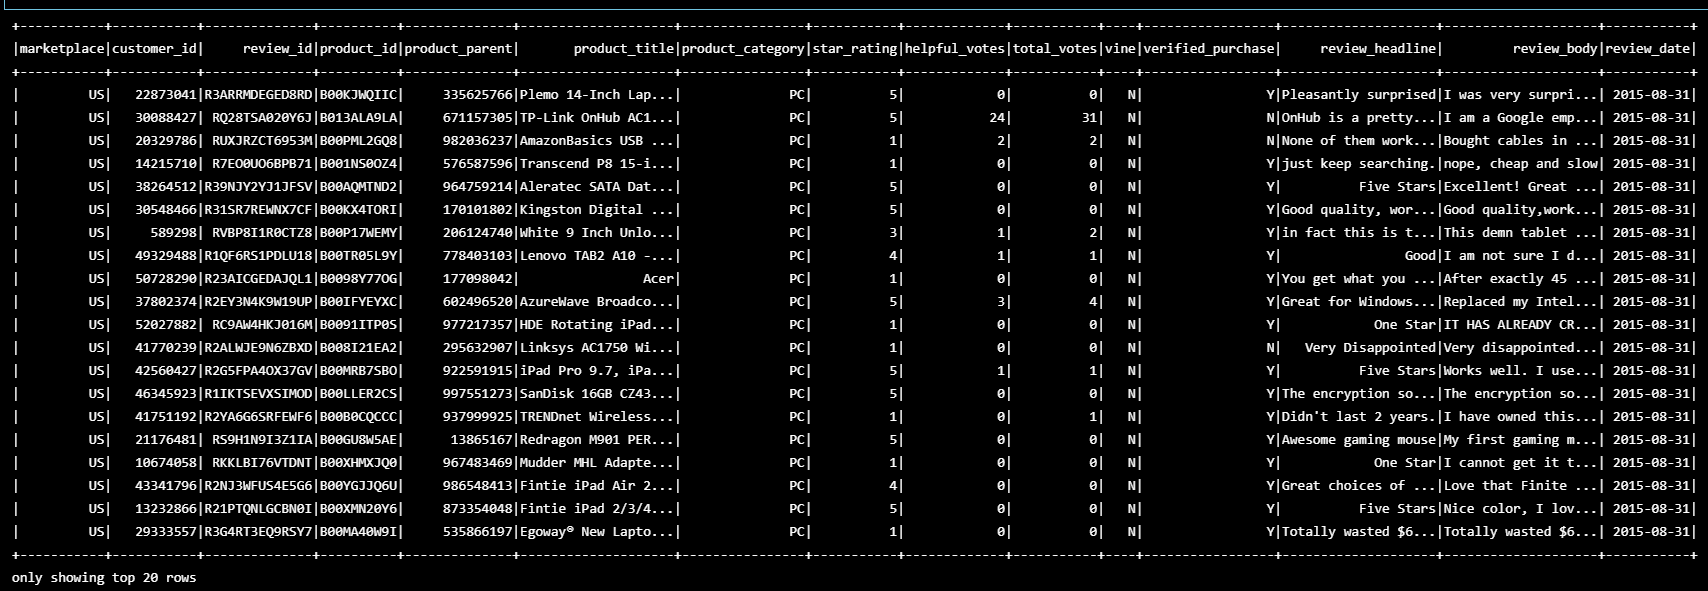 +-----------+-----------+--------------+----------+--------------+--------------------+----------------+-----------+-------------+-----------+----+-----------------+--------------------+--------------------+-----------+
|marketplace|customer_id|     review_id|product_id|product_parent|       product_title|product_category|star_rating|helpful_votes|total_votes|vine|verified_purchase|     review_headline|         review_body|review_date|
+-----------+-----------+--------------+----------+--------------+--------------------+----------------+-----------+-------------+-----------+----+-----------------+--------------------+--------------------+-----------+
|         US|   22873041|R3ARRMDEGED8RD|B00KJWQIIC|     335625766|Plemo 14-Inch Lap...|              PC|          5|            0|          0|   N|                Y|Pleasantly surprised|I was very surpri...| 2015-08-31|
|         US|   30088427| RQ28TSA020Y6J|B013ALA9LA|     671157305|TP-Link OnHub AC1...|              PC|          5|           24|         31|   N|                N|OnHub is a pretty...|I am a Google emp...| 2015-08-31|
|         US|   20329786| RUXJRZCT6953M|B00PML2GQ8|     982036237|AmazonBasics USB ...|              PC|          1|            2|          2|   N|                N|None of them work...|Bought cables in ...| 2015-08-31|
|         US|   14215710| R7EO0UO6BPB71|B001NS0OZ4|     576587596|Transcend P8 15-i...|              PC|          1|            0|          0|   N|                Y|just keep searching.|nope, cheap and slow| 2015-08-31|
|         US|   38264512|R39NJY2YJ1JFSV|B00AQMTND2|     964759214|Aleratec SATA Dat...|              PC|          5|            0|          0|   N|                Y|          Five Stars|Excellent! Great ...| 2015-08-31|
|         US|   30548466|R31SR7REWNX7CF|B00KX4TORI|     170101802|Kingston Digital ...|              PC|          5|            0|          0|   N|                Y|Good quality, wor...|Good quality,work...| 2015-08-31|
|         US|     589298| RVBP8I1R0CTZ8|B00P17WEMY|     206124740|White 9 Inch Unlo...|              PC|          3|            1|          2|   N|                Y|in fact this is t...|This demn tablet ...| 2015-08-31|
|         US|   49329488|R1QF6RS1PDLU18|B00TR05L9Y|     778403103|Lenovo TAB2 A10 -...|              PC|          4|            1|          1|   N|                Y|                Good|I am not sure I d...| 2015-08-31|
|         US|   50728290|R23AICGEDAJQL1|B0098Y77OG|     177098042|                Acer|              PC|          1|            0|          0|   N|                Y|You get what you ...|After exactly 45 ...| 2015-08-31|
|         US|   37802374|R2EY3N4K9W19UP|B00IFYEYXC|     602496520|AzureWave Broadco...|              PC|          5|            3|          4|   N|                Y|Great for Windows...|Replaced my Intel...| 2015-08-31|
|         US|   52027882| RC9AW4HKJ016M|B0091ITP0S|     977217357|HDE Rotating iPad...|              PC|          1|            0|          0|   N|                Y|            One Star|IT HAS ALREADY CR...| 2015-08-31|
|         US|   41770239|R2ALWJE9N6ZBXD|B008I21EA2|     295632907|Linksys AC1750 Wi...|              PC|          1|            0|          0|   N|                N|   Very Disappointed|Very disappointed...| 2015-08-31|
|         US|   42560427|R2G5FPA4OX37GV|B00MRB7SBO|     922591915|iPad Pro 9.7, iPa...|              PC|          5|            1|          1|   N|                Y|          Five Stars|Works well. I use...| 2015-08-31|
|         US|   46345923|R1IKTSEVXSIMOD|B00LLER2CS|     997551273|SanDisk 16GB CZ43...|              PC|          5|            0|          0|   N|                Y|The encryption so...|The encryption so...| 2015-08-31|
|         US|   41751192|R2YA6G6SRFEWF6|B00B0CQCCC|     937999925|TRENDnet Wireless...|              PC|          1|            0|          1|   N|                Y|Didn't last 2 years.|I have owned this...| 2015-08-31|
|         US|   21176481| RS9H1N9I3Z1IA|B00GU8W5AE|      13865167|Redragon M901 PER...|              PC|          5|            0|          0|   N|                Y|Awesome gaming mouse|My first gaming m...| 2015-08-31|
|         US|   10674058| RKKLBI76VTDNT|B00XHMXJQ0|     967483469|Mudder MHL Adapte...|              PC|          1|            0|          0|   N|                Y|            One Star|I cannot get it t...| 2015-08-31|
|         US|   43341796|R2NJ3WFUS4E5G6|B00YGJJQ6U|     986548413|Fintie iPad Air 2...|              PC|          4|            0|          0|   N|                Y|Great choices of ...|Love that Finite ...| 2015-08-31|
|         US|   13232866|R21PTQNLGCBN0I|B00XMN20Y6|     873354048|Fintie iPad 2/3/4...|              PC|          5|            0|          0|   N|                Y|          Five Stars|Nice color, I lov...| 2015-08-31|
|         US|   29333557|R3G4RT3EQ9RSY7|B00MA40W9I|     535866197|Egoway® New Lapto...|              PC|          1|            0|          0|   N|                Y|Totally wasted $6...|Totally wasted $6...| 2015-08-31|
+-----------+-----------+--------------+----------+--------------+--------------------+----------------+-----------+-------------+-----------+----+-----------------+--------------------+--------------------+-----------+
only showing top 20 rows